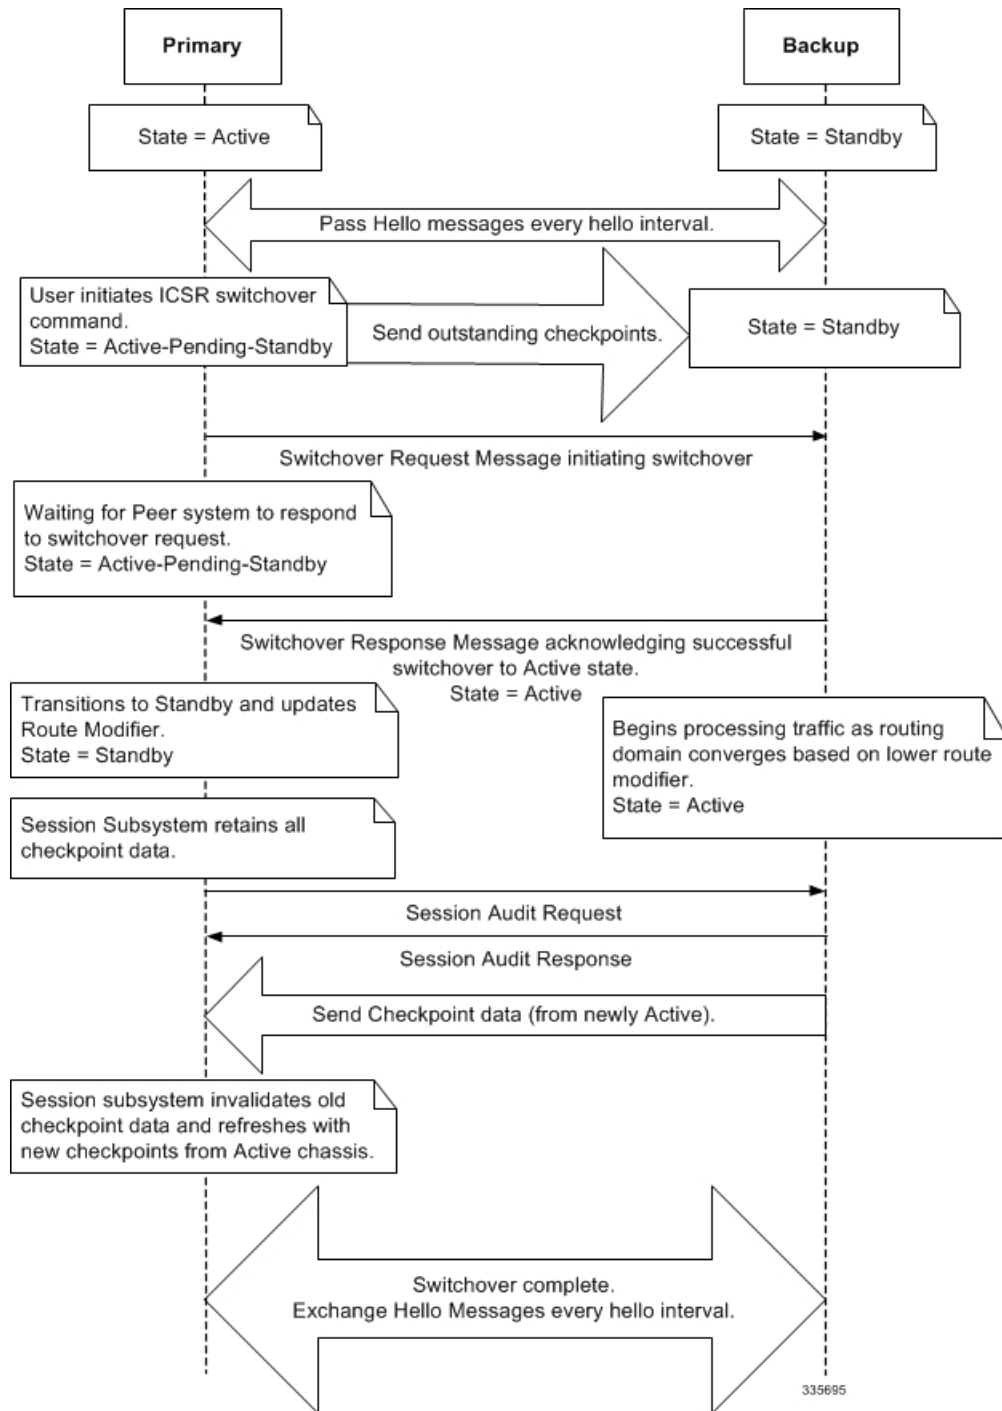 Primary
Backup
State = Active
State = Standby
Pass Hello messages every hello interval.
User initiates ICSR switchover
command.
State = Active-Pending-Standby
Send outstanding checkpoints.
State = Standby
Switchover Request Message initiating switchover
Waiting for Peer system to respond
to switchover request.
State = Active-Pending-Standby
Switchover Response Message acknowledging successful
switchover to Active state.
State = Active
Transitions to Standby and updates
Route Modifier.
State = Standby
Begins processing traffic as routing
domain converges based on lower route
modifier.
State = Active
Session Subsystem retains all
checkpoint data.
Session Audit Request
Session Audit Response
Send Checkpoint data (from newly Active).
Session subsystem invalidates old
checkpoint data and refreshes with
new checkpoints from Active chassis.
Switchover complete.
Exchange Hello Messages every hello interval.
335695